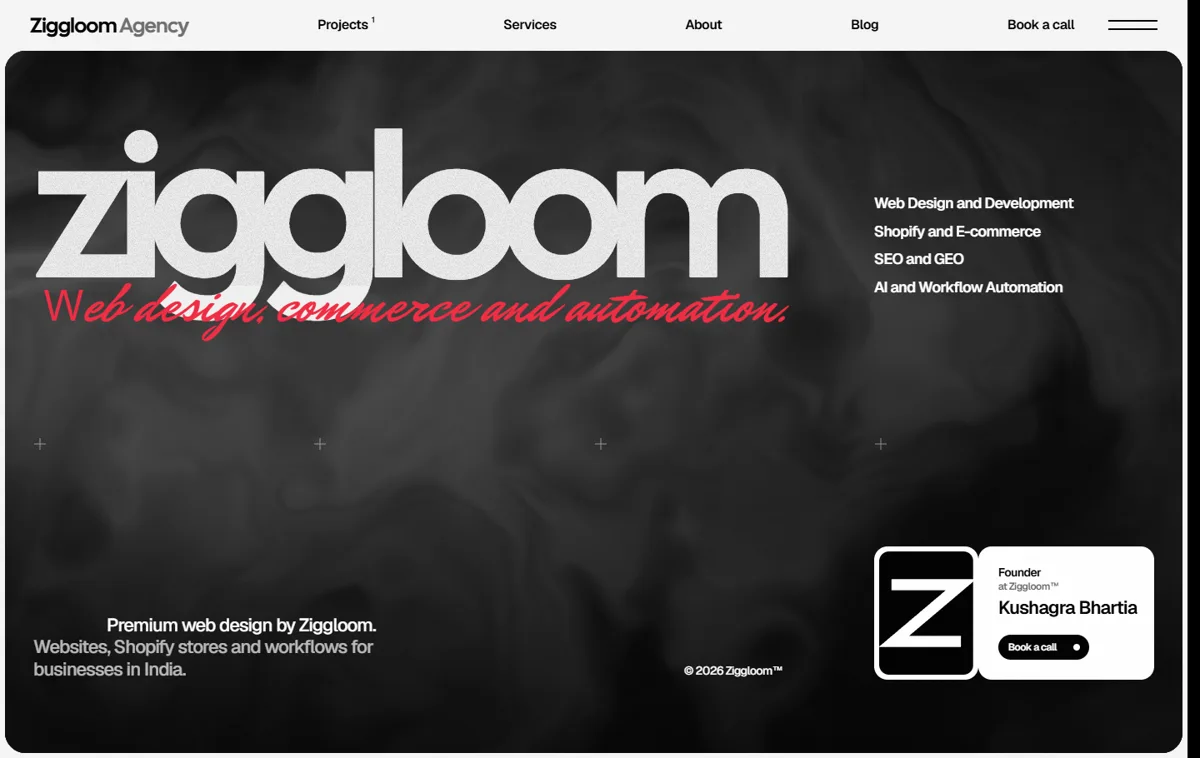 Ziggloom Agency
Projects 1
Services
About
Blog
Book a call
ziggloom
Web design, commerce and automation.
Web Design and Development
Shopify and E-commerce
SEO and GEO
AI and Workflow Automation
Premium web design by Ziggloom.
Websites, Shopify stores and workflows for
businesses in India.
© 2026 Ziggloom™
Z
Founder
at Ziggloom™
Kushagra Bhartia
Book a call